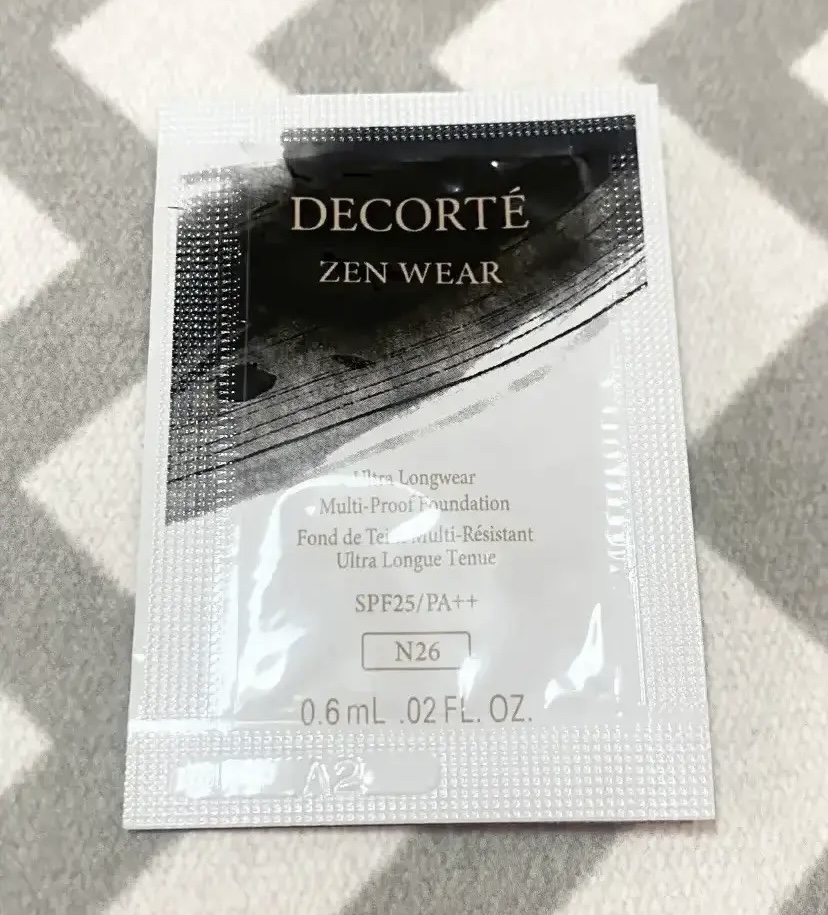 DECORTÉ
ZEN WEAR
Ultra Longwear
Multi-Proof Foundation
Fond de Teint Multi-Résistant
Ultra Longue Tenue
SPF25/PA++
N26
0.6 mL .02 FL. OZ.
A2